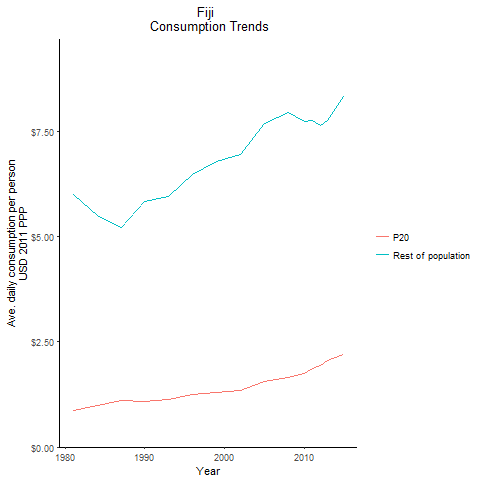 Fiji
Consumption Trends
Ave. daily consumption per person
USD 2011 PPP
$7.50
$5.00
$2.50
$0.00
1980 1990 2000 2010
Year
P20
Rest of population